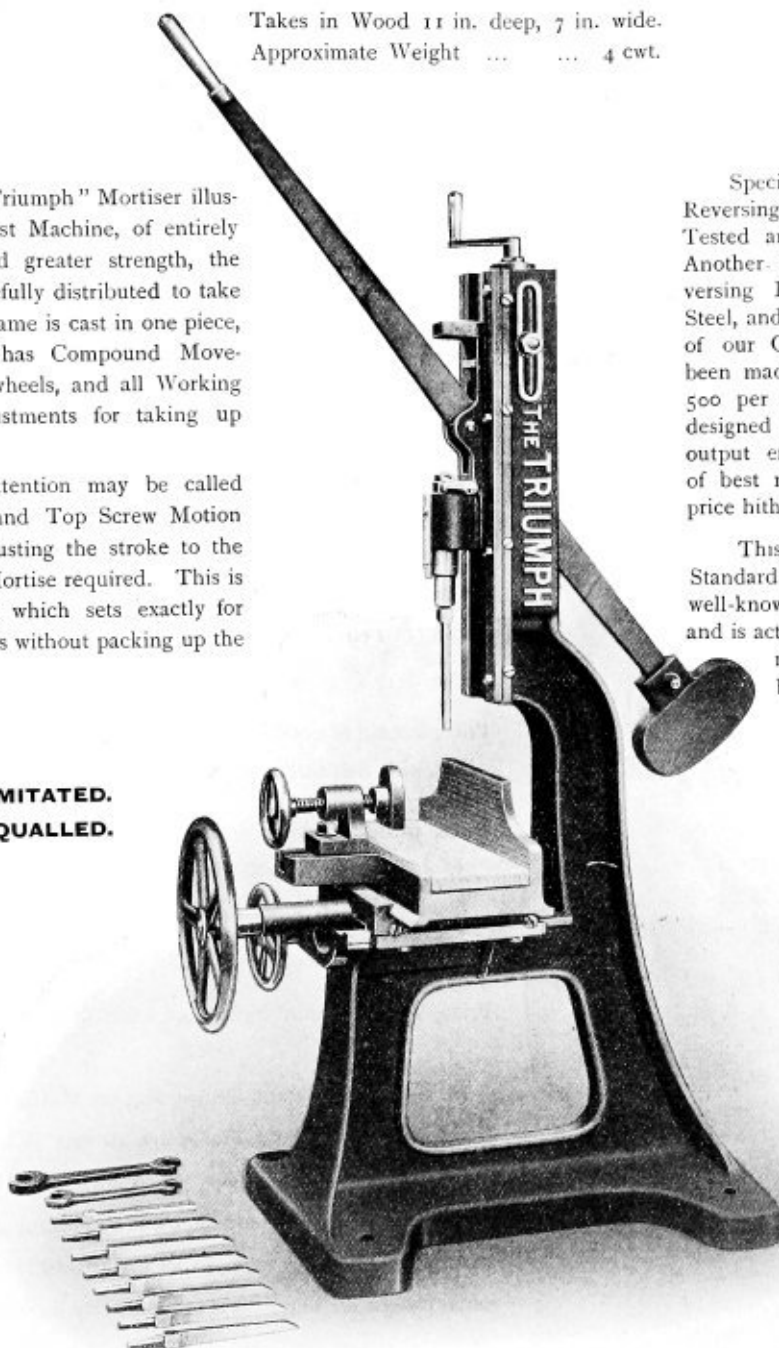 Takes in Wood 11 in. deep, 7 in. wide.
Approximate Weight ... ... 4 cwt.
Triumph" Mortiser illus-
st Machine, of entirely
d greater strength, the
fully distributed to take
ame is cast in one piece,
has Compound Move-
wheels, and all Working
ustments for taking up
ttention may be called
and Top Screw Motion
usting the stroke to the
Mortise required. This is
which sets exactly for
s without packing up the
MITATED.
QUALLED.
THE TRIUMPH
Speci
Reversing
Tested an
Another
versing
Steel, and
of our C
been mad
500 per
designed
output en
of best m
price hith
This
Standard
well-know
and is act